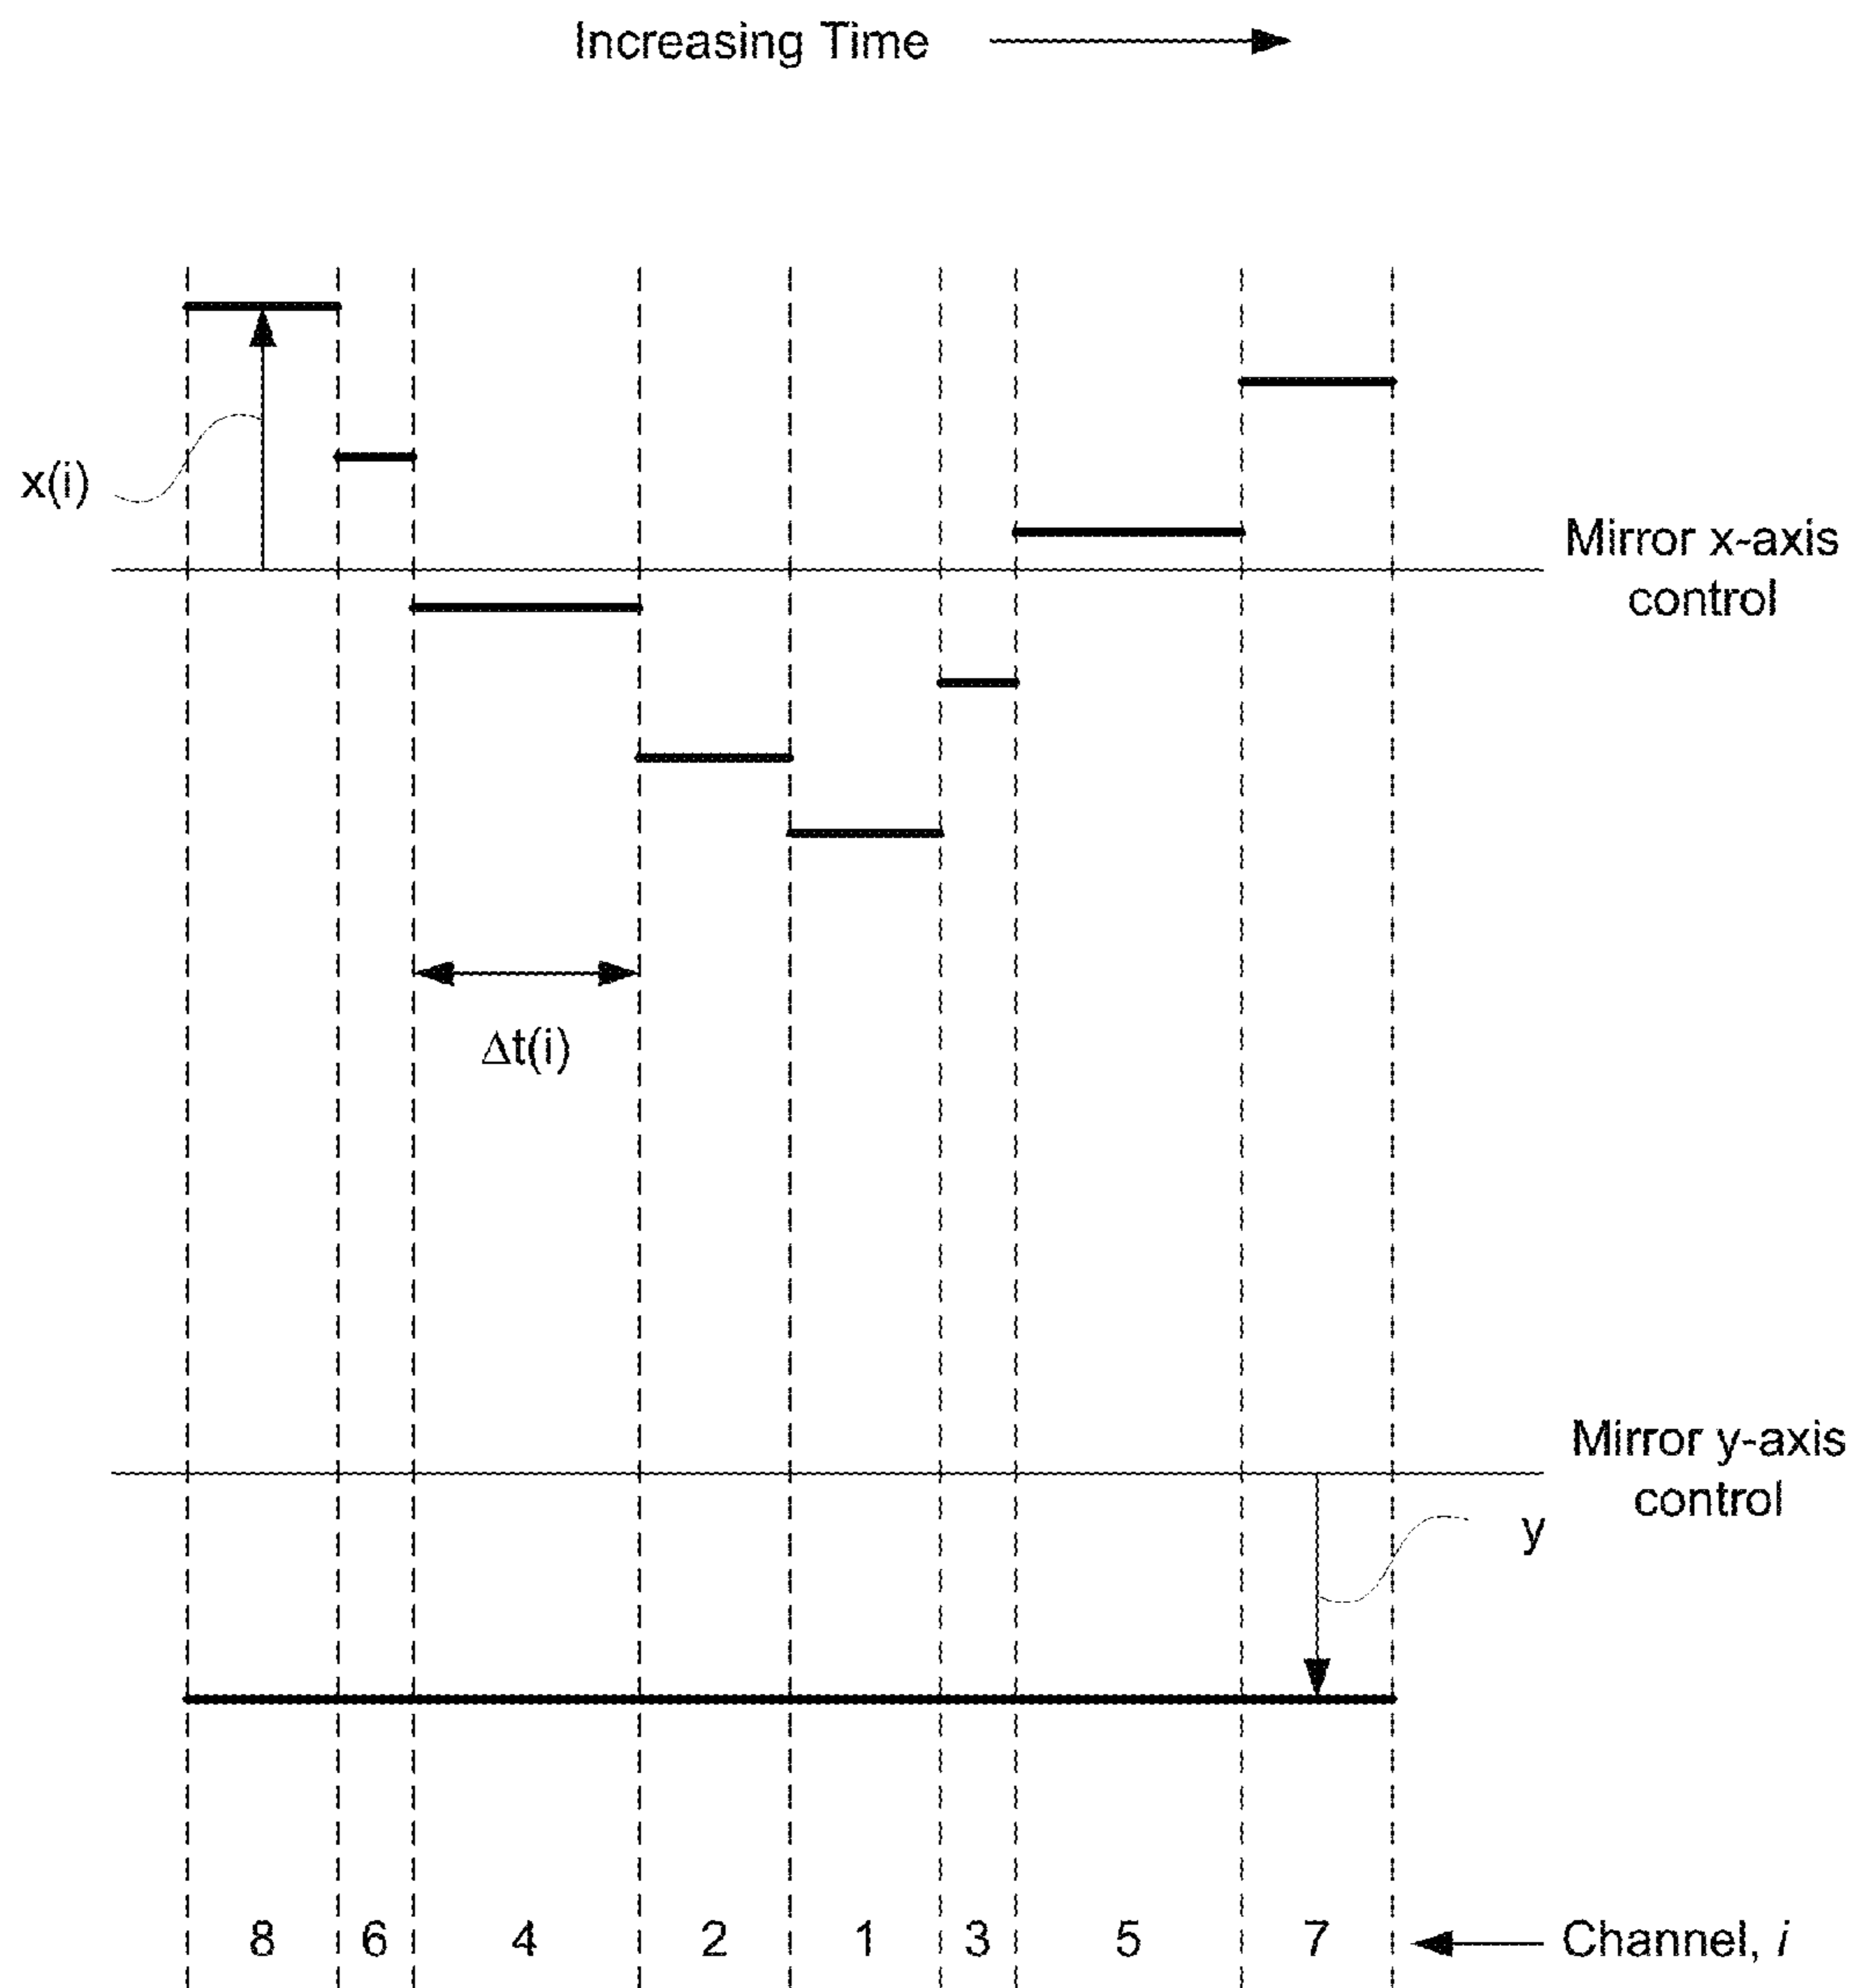 Increasing Time
x(i)
Mirror x-axis
control
Δt(i)
Mirror y-axis
control
y
8 6 4 2 1 3 5 7
Channel, i